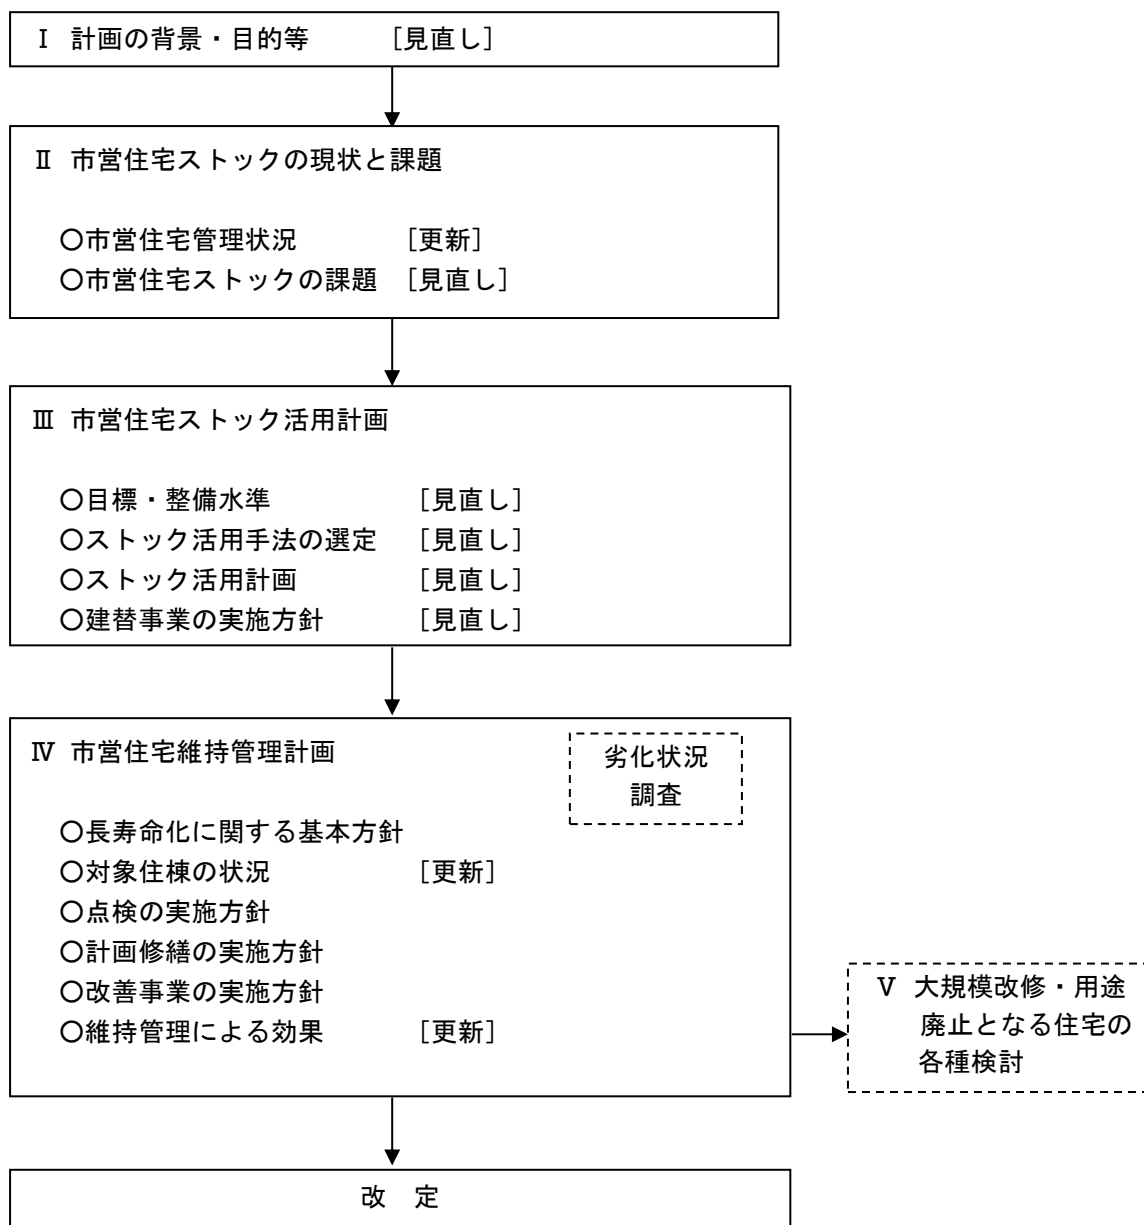 Ⅰ 計画の背景・目的等 [見直し]
Ⅱ 市営住宅ストックの現状と課題
○市営住宅管理状況 [更新]
○市営住宅ストックの課題 [見直し]
Ⅲ 市営住宅ストック活用計画
○目標・整備水準 [見直し]
○ストック活用手法の選定 [見直し]
○ストック活用計画 [見直し]
○建替事業の実施方針 [見直し]
Ⅳ 市営住宅維持管理計画
劣化状況
調査
○長寿命化に関する基本方針
○対象住棟の状況 [更新]
○点検の実施方針
○計画修繕の実施方針
○改善事業の実施方針
○維持管理による効果 [更新]
Ⅴ 大規模改修・用途
廃止となる住宅の
各種検討
改 定